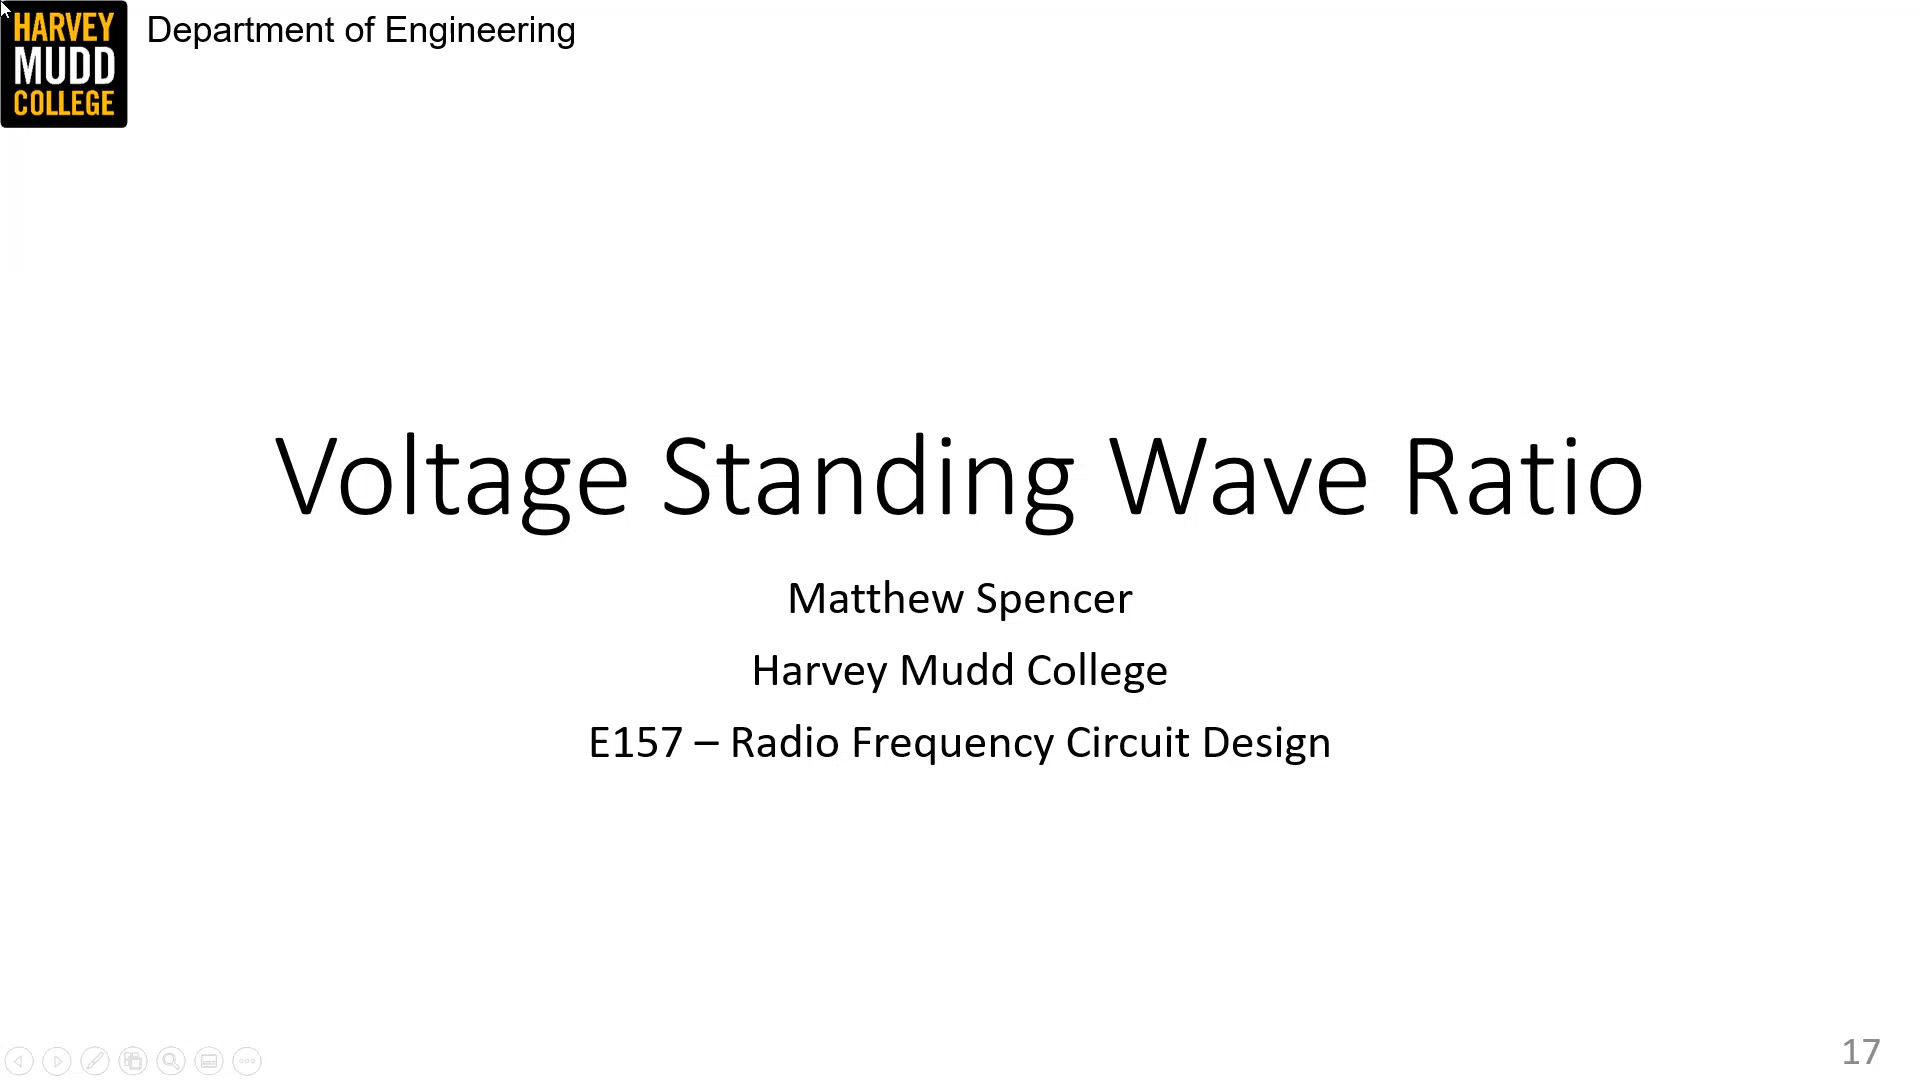 HARVEY
MUDD
COLLEGE
Department of Engineering
Voltage Standing Wave Ratio
Matthew Spencer
Harvey Mudd College
E157 – Radio Frequency Circuit Design
17